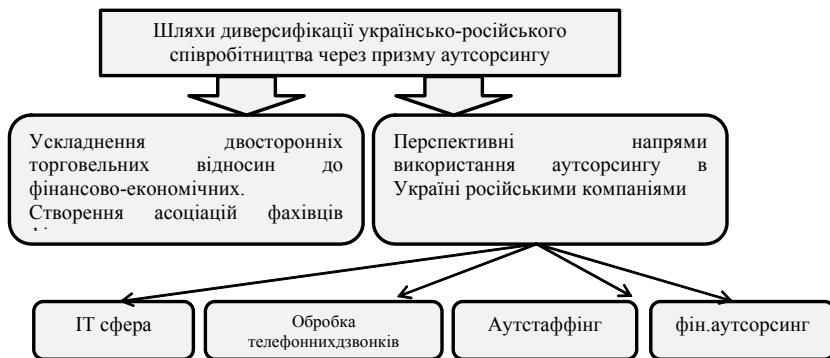 Шляхи диверсифікації українсько-російського
співробітництва через призму аутсорсингу
Ускладнення двосторонніх
торговельних відносин до
фінансово-економічних.
Створення асоціацій фахівців
Перспективні напрями
використання аутсорсингу в
Україні російськими компаніями
ІТ сфера
Обробка
телефоннихдзвонків
Аутстаффінг
фін.аутсорсинг